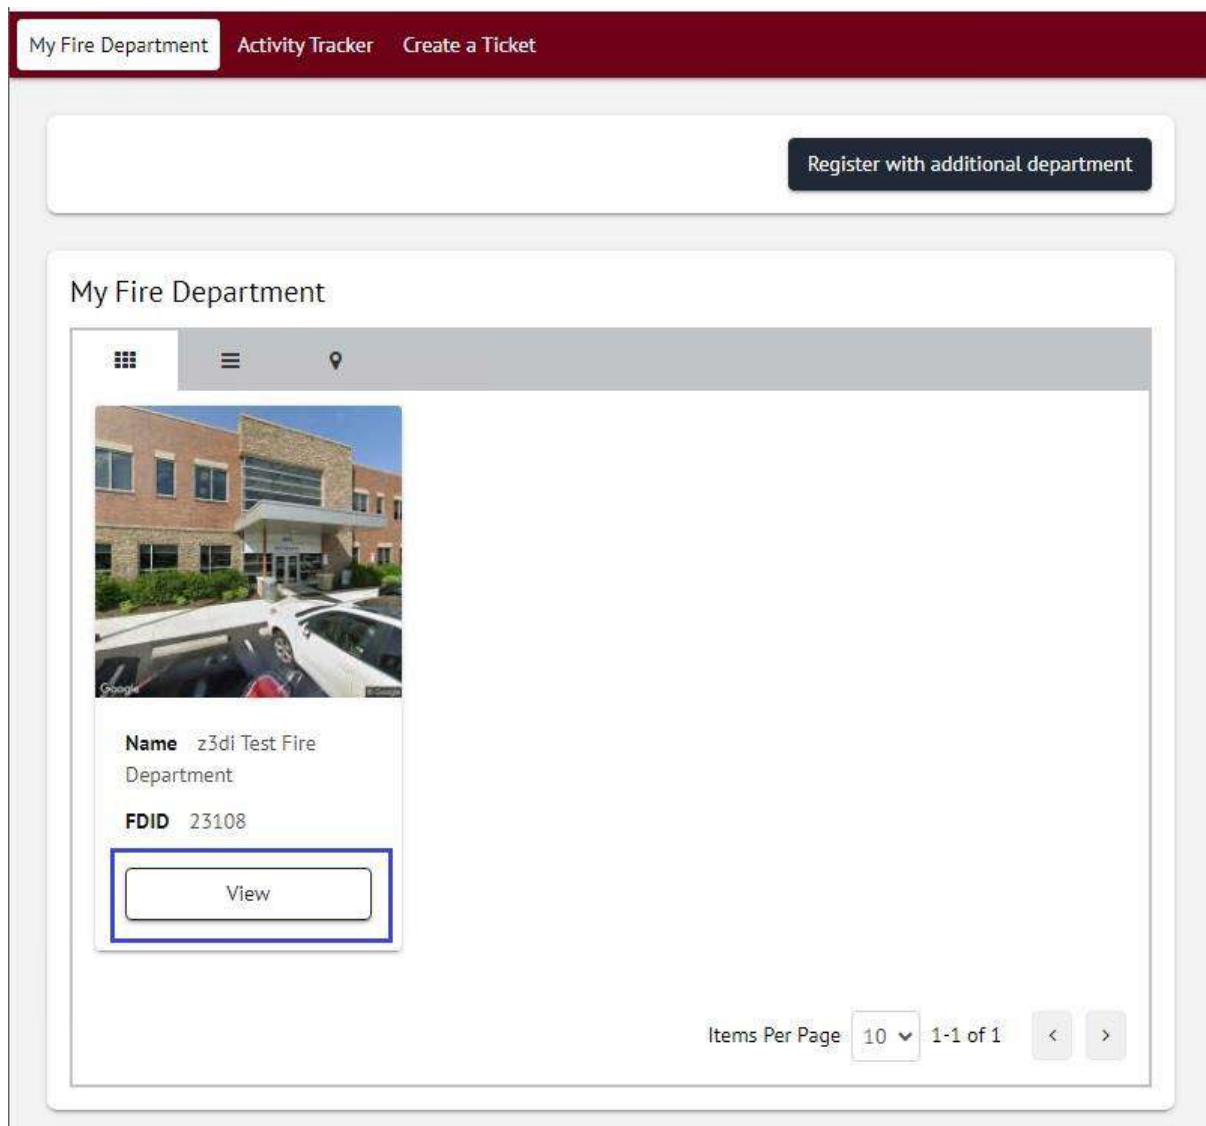 My Fire Department Activity Tracker Create a Ticket
Register with additional department
My Fire Department
Google
© Google
Name z3di Test Fire
Department
FDID 23108
View
Items Per Page 10 1-1 of 1 < >